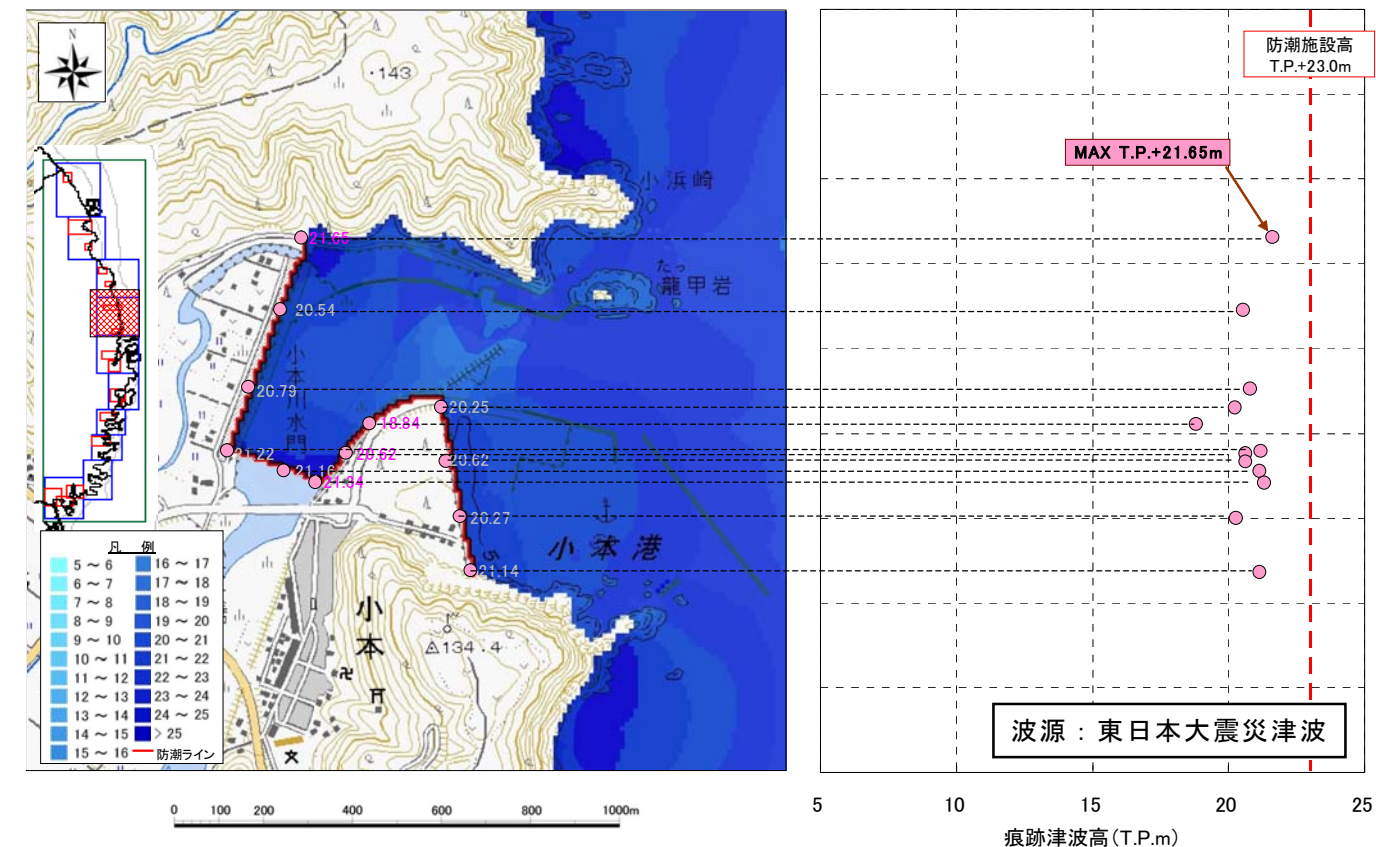 N
・143
小浜崎
たっ
龍甲岩
21.65
20.54
小本川水門
20.79
20.25
18.84
21.22
20.62
20.62
21.16
21.34
20.27
小本港
21.14
5
小本
134.4
凡 例
5 ～ 6
6 ～ 7
7 ～ 8
8 ～ 9
9 ～ 10
10 ～ 11
11 ～ 12
12 ～ 13
13 ～ 14
14 ～ 15
15 ～ 16
16 ～ 17
17 ～ 18
18 ～ 19
19 ～ 20
20 ～ 21
21 ～ 22
22 ～ 23
23 ～ 24
24 ～ 25
> 25
防潮ライン
0 100 200 400 600 800 1000m
防潮施設高
T.P.+23.0m
MAX T.P.+21.65m
波源：東日本大震災津波
5 10 15 20 25
痕跡津波高(T.P.m)